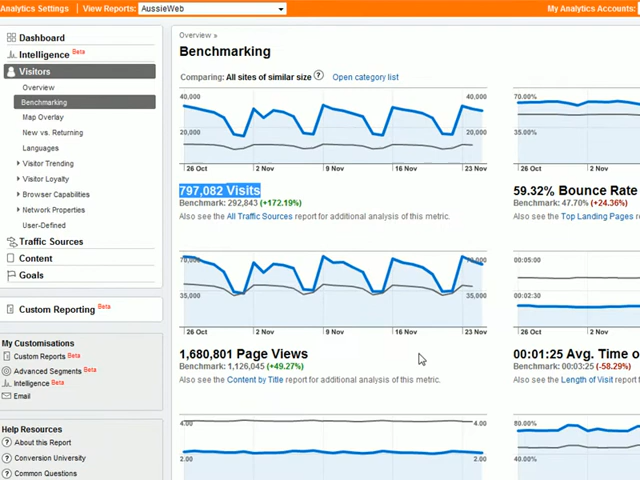 Analytics Settings | View Reports: AussieWeb My Analytics Accounts:
Dashboard
Intelligence Beta
Visitors
Overview
Benchmarking
Map Overlay
New vs. Returning
Languages
Visitor Trending
Visitor Loyalty
Browser Capabilities
Network Properties
User-Defined
Traffic Sources
Content
Goals
Custom Reporting Beta
My Customisations
Custom Reports Beta
Advanced Segments Beta
Intelligence Beta
Email
Help Resources
About this Report
Conversion University
Common Questions
Overview »
Benchmarking
Comparing: All sites of similar size Open category list
40,000 40,000
20,000 20,000
26 Oct 2 Nov 9 Nov 16 Nov 23 Nov
797,082 Visits
Benchmark: 292,843 (+172.19%)
Also see the All Traffic Sources report for additional analysis of this metric.
70,000 70,000
35,000 35,000
26 Oct 2 Nov 9 Nov 16 Nov 23 Nov
1,680,801 Page Views
Benchmark: 1,126,045 (+49.27%)
Also see the Content by Title report for additional analysis of this metric.
4.00 4.00
2.00 2.00
70.00%
35.00%
26 Oct 2 Nov
59.32% Bounce Rate
Benchmark: 47.70% (+24.36%)
Also see the Top Landing Pages
00:05:00
00:02:30
26 Oct 2 Nov
00:01:25 Avg. Time o
Benchmark: 00:03:25 (-58.29%)
Also see the Length of Visit report
80.00%
40.00%